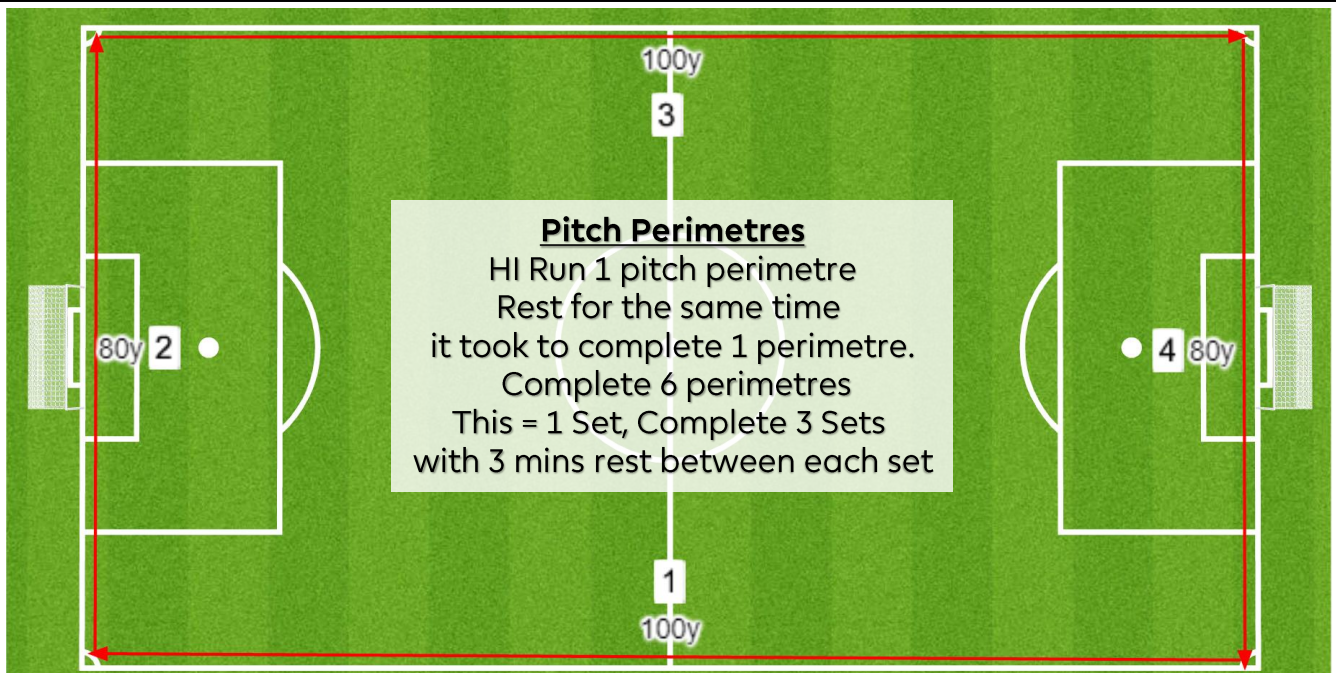 100y
3
Pitch Perimetres
HI Run 1 pitch perimetre
Rest for the same time
it took to complete 1 perimetre.
Complete 6 perimetres
This = 1 Set, Complete 3 Sets
with 3 mins rest between each set
80y 2
4 80y
1
100y